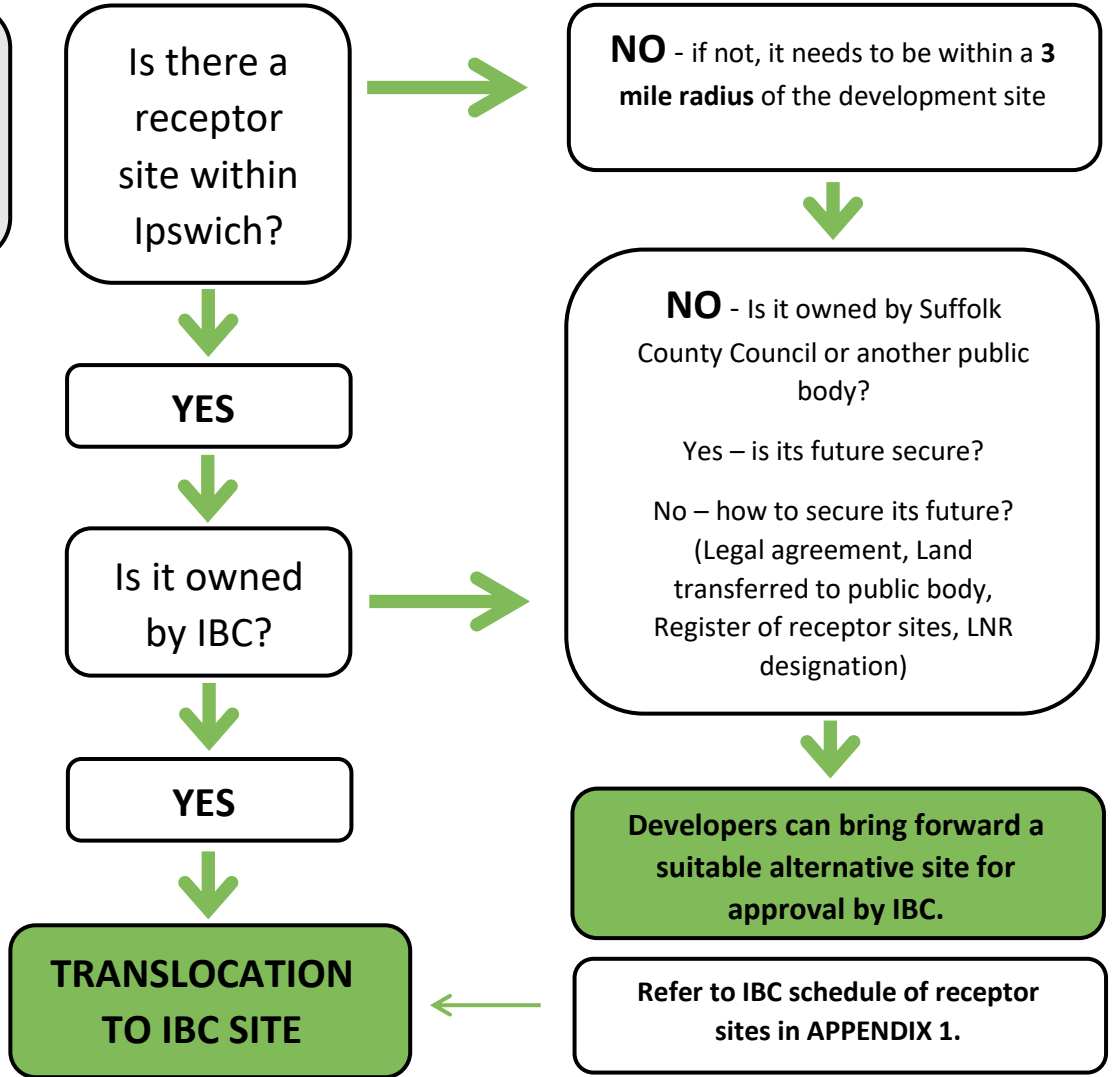 Is there a
receptor
site within
Ipswich?
NO - if not, it needs to be within a 3
mile radius of the development site
YES
NO - Is it owned by Suffolk
County Council or another public
body?
Yes – is its future secure?
No – how to secure its future?
(Legal agreement, Land
transferred to public body,
Register of receptor sites, LNR
designation)
Is it owned
by IBC?
YES
Developers can bring forward a
suitable alternative site for
approval by IBC.
TRANSLOCATION
TO IBC SITE
Refer to IBC schedule of receptor
sites in APPENDIX 1.